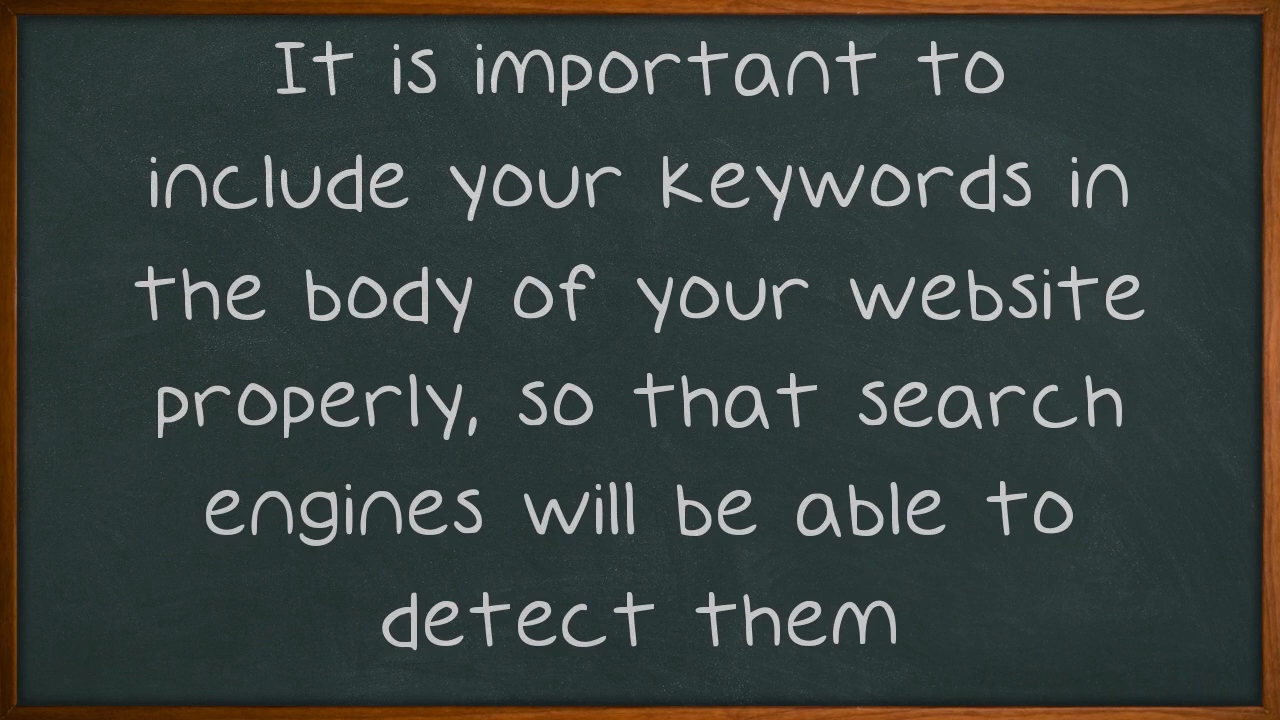 It is important to
include your keywords in
the body of your website
properly, so that search
engines will be able to
detect them